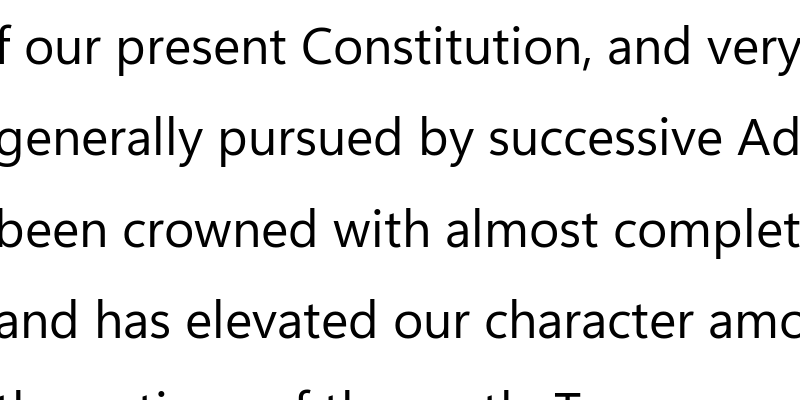 f our present Constitution, and very
generally pursued by successive Ad
been crowned with almost complet
and has elevated our character amo